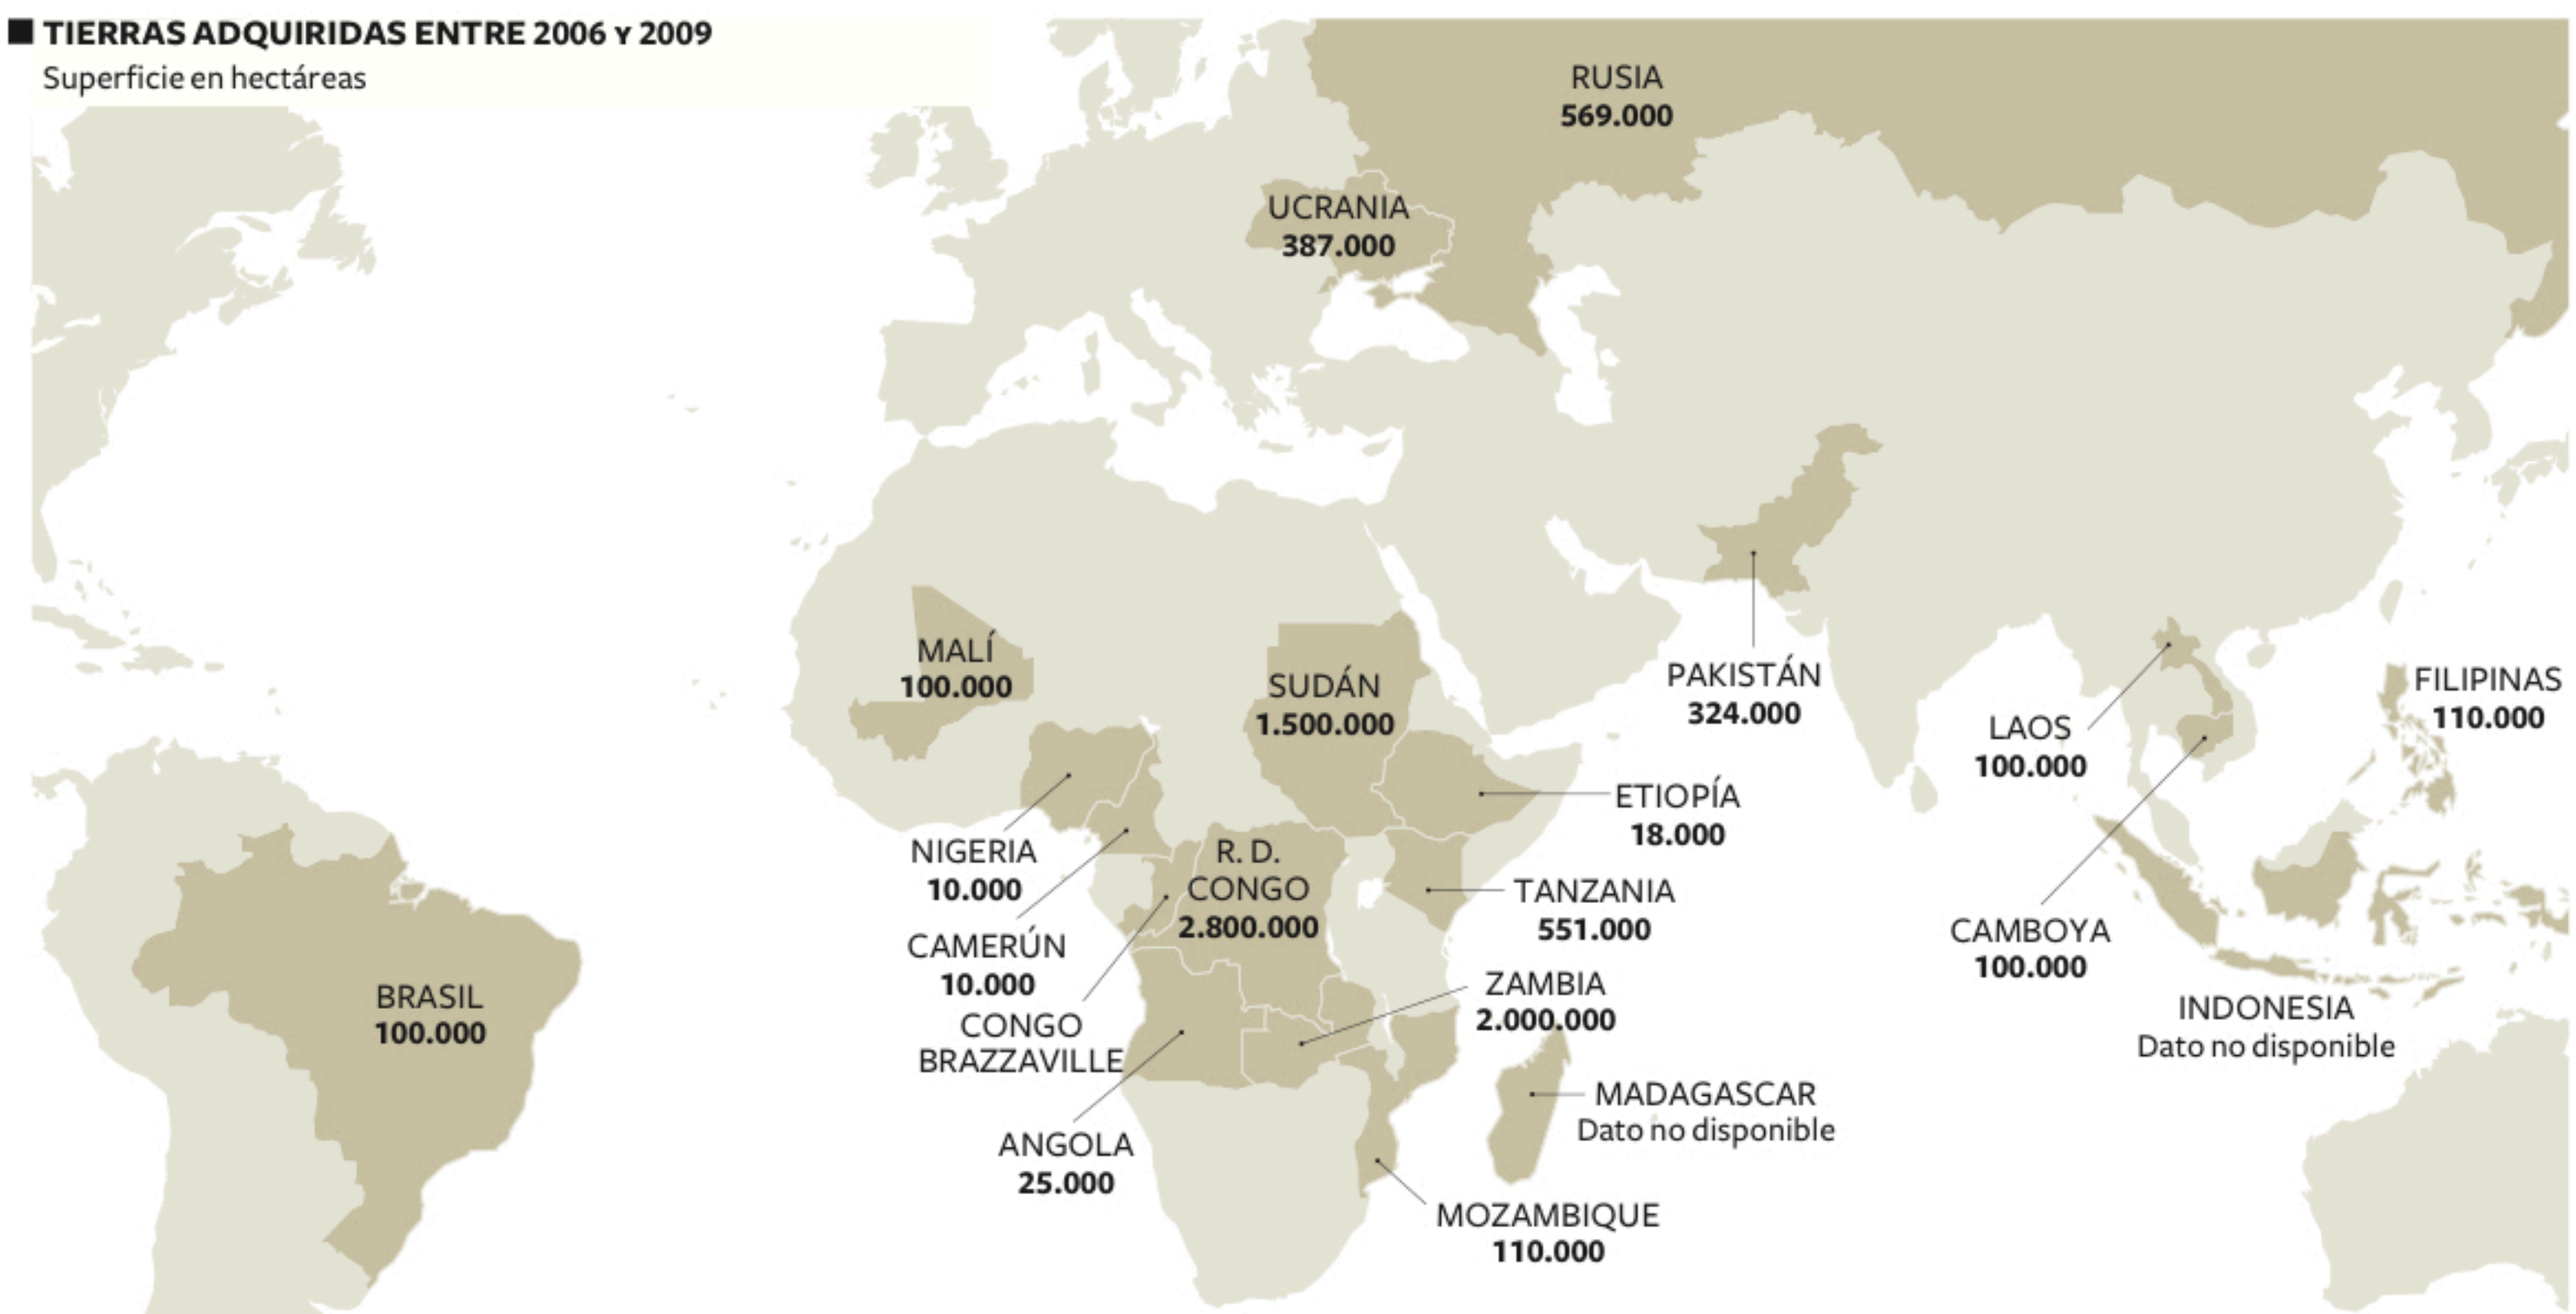 TIERRAS ADQUIRIDAS ENTRE 2006 Y 2009
Superficie en hectáreas
RUSIA
569.000
UCRANIA
387.000
MALÍ
100.000
SUDÁN
1.500.000
PAKISTÁN
324.000
LAOS
100.000
FILIPINAS
110.000
ETIOPÍA
18.000
NIGERIA
10.000
R. D.
CONGO
2.800.000
TANZANIA
551.000
CAMERÚN
10.000
CAMBOYA
100.000
BRASIL
100.000
ZAMBIA
2.000.000
CONGO
BRAZZAVILLE
INDONESIA
Dato no disponible
MADAGASCAR
Dato no disponible
ANGOLA
25.000
MOZAMBIQUE
110.000